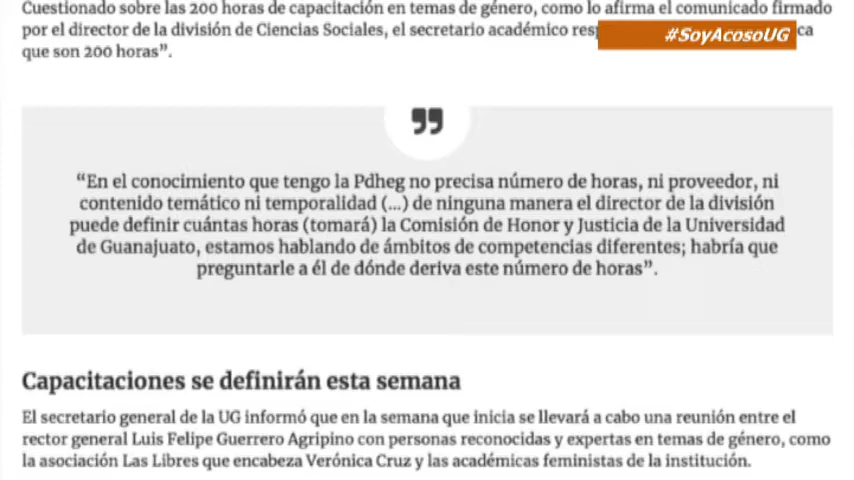 Cuestionado sobre las 200 horas de capacitación en temas de género, como lo afirma el comunicado firmado
por el director de la división de Ciencias Sociales, el secretario académico
#SoyAcosoUG
que son 200 horas”.
”
“En el conocimiento que tengo la Pdheg no precisa número de horas, ni proveedor, ni
contenido temático ni temporalidad (...) de ninguna manera el director de la división
puede definir cuántas horas (tomará) la Comisión de Honor y Justicia de la Universidad
de Guanajuato, estamos hablando de ámbitos de competencias diferentes; habría que
preguntarle a él de dónde deriva este número de horas”.
Capacitaciones se definirán esta semana
El secretario general de la UG informó que en la semana que inicia se llevará a cabo una reunión entre el
rector general Luis Felipe Guerrero Agripino con personas reconocidas y expertas en temas de género, como
la asociación Las Libres que encabeza Verónica Cruz y las académicas feministas de la institución.